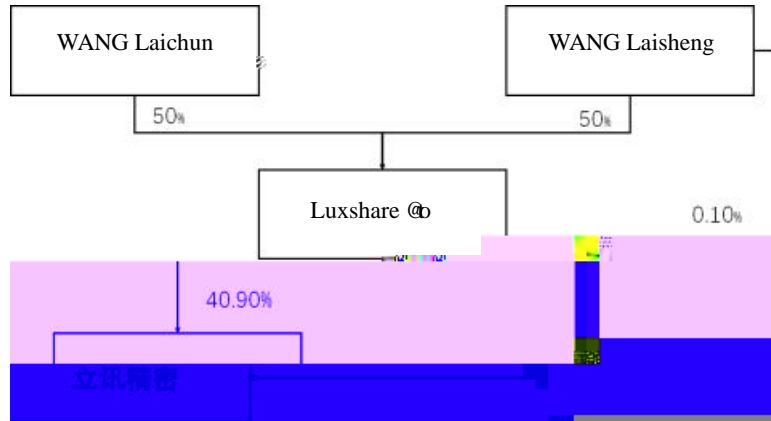 WANG Laichun
WANG Laisheng
50%
50%
Luxshare
0.10%
40.90%
立讯精密